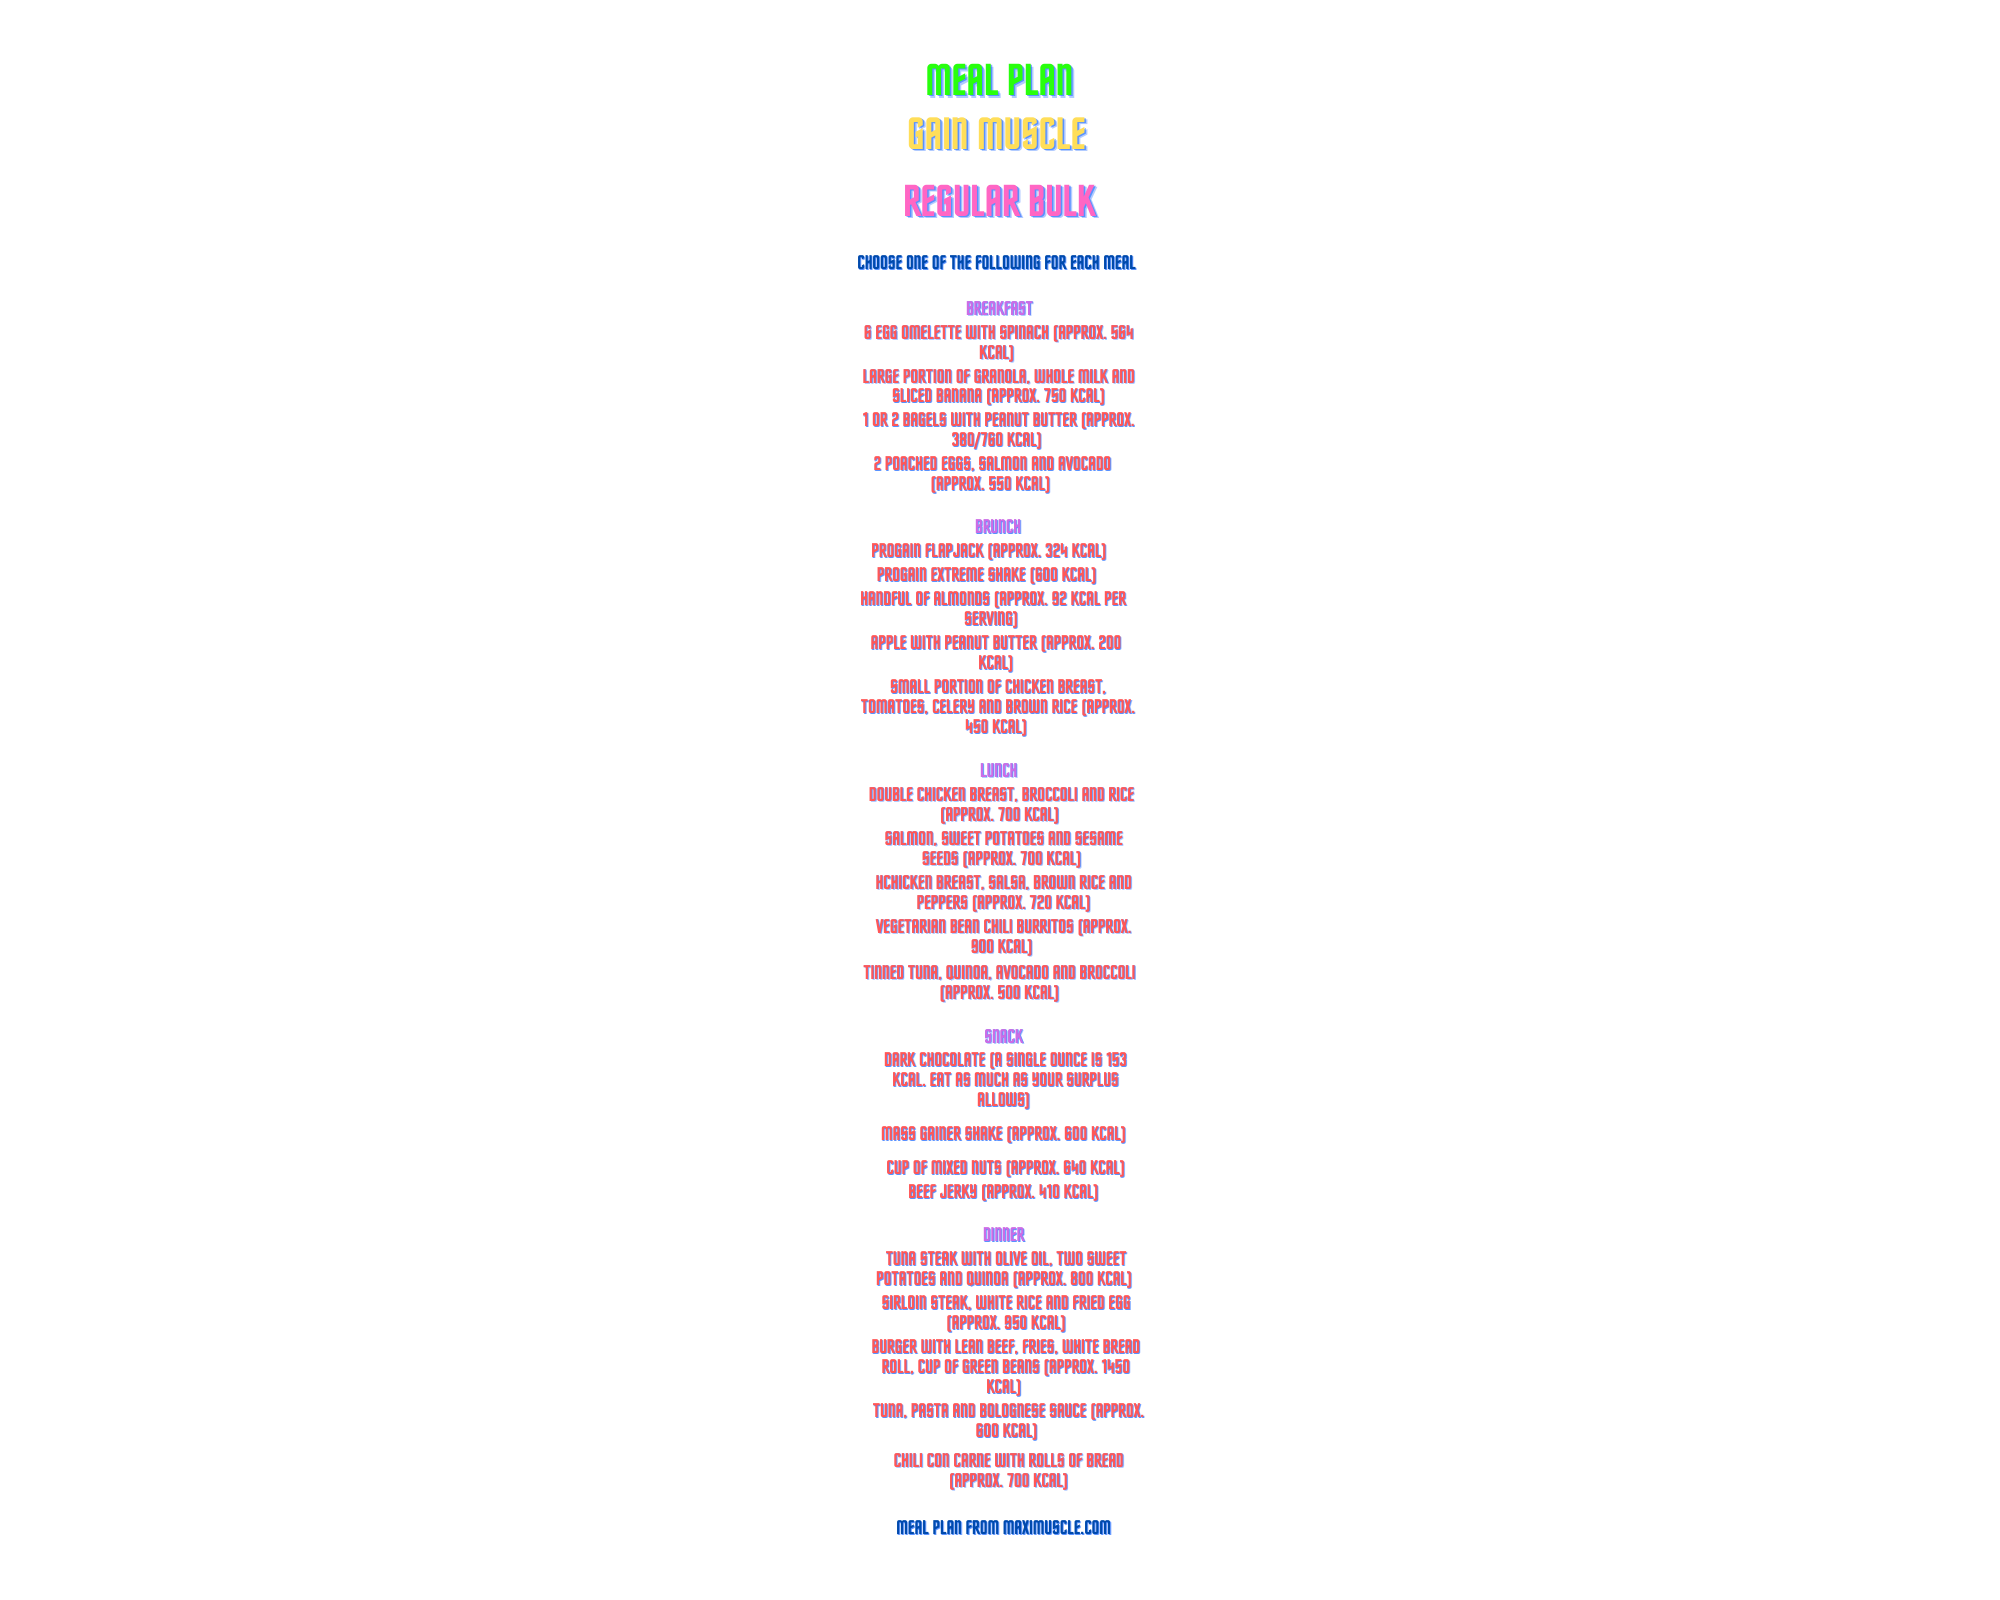 MEAL PLAN
GAIN MUSCLE
REGULAR BULK
CHOOSE ONE OF THE FOLLOWING FOR EACH MEAL
BREAKFAST
6 EGG OMELETTE WITH SPINACH (APPROX. 564
KCAL)
LARGE PORTION OF GRANOLA, WHOLE MILK AND
SLICED BANANA (APPROX. 750 KCAL)
1 OR 2 BAGELS WITH PEANUT BUTTER (APPROX.
380/760 KCAL)
2 POACHED EGGS, SALMON AND AVOCADO
(APPROX. 550 KCAL)
BRUNCH
PROGAIN FLAPJACK (APPROX. 324 KCAL)
PROGAIN EXTREME SHAKE (600 KCAL)
HANDFUL OF ALMONDS (APPROX. 92 KCAL PER
SERVING)
APPLE WITH PEANUT BUTTER (APPROX. 200
KCAL)
SMALL PORTION OF CHICKEN BREAST,
TOMATOES, CELERY AND BROWN RICE (APPROX.
450 KCAL)
LUNCH
DOUBLE CHICKEN BREAST, BROCCOLI AND RICE
(APPROX. 700 KCAL)
SALMON, SWEET POTATOES AND SESAME
SEEDS (APPROX. 700 KCAL)
HCHICKEN BREAST, SALSA, BROWN RICE AND
PEPPERS (APPROX. 720 KCAL)
VEGETARIAN BEAN CHILI BURRITOS (APPROX.
900 KCAL)
TINNED TUNA, QUINOA, AVOCADO AND BROCCOLI
(APPROX. 500 KCAL)
SNACK
DARK CHOCOLATE (A SINGLE OUNCE IS 153
KCAL. EAT AS MUCH AS YOUR SURPLUS
ALLOWS)
MASS GAINER SHAKE (APPROX. 600 KCAL)
CUP OF MIXED NUTS (APPROX. 640 KCAL)
BEEF JERKY (APPROX. 410 KCAL)
DINNER
TUNA STEAK WITH OLIVE OIL, TWO SWEET
POTATOES AND QUINOA (APPROX. 800 KCAL)
SIRLOIN STEAK, WHITE RICE AND FRIED EGG
(APPROX. 950 KCAL)
BURGER WITH LEAN BEEF, FRIES, WHITE BREAD
ROLL, CUP OF GREEN BEANS (APPROX. 1450
KCAL)
TUNA, PASTA AND BOLOGNESE SAUCE (APPROX.
600 KCAL)
CHILI CON CARNE WITH ROLLS OF BREAD
(APPROX. 700 KCAL)
MEAL PLAN FROM MAXIMUSCLE.COM